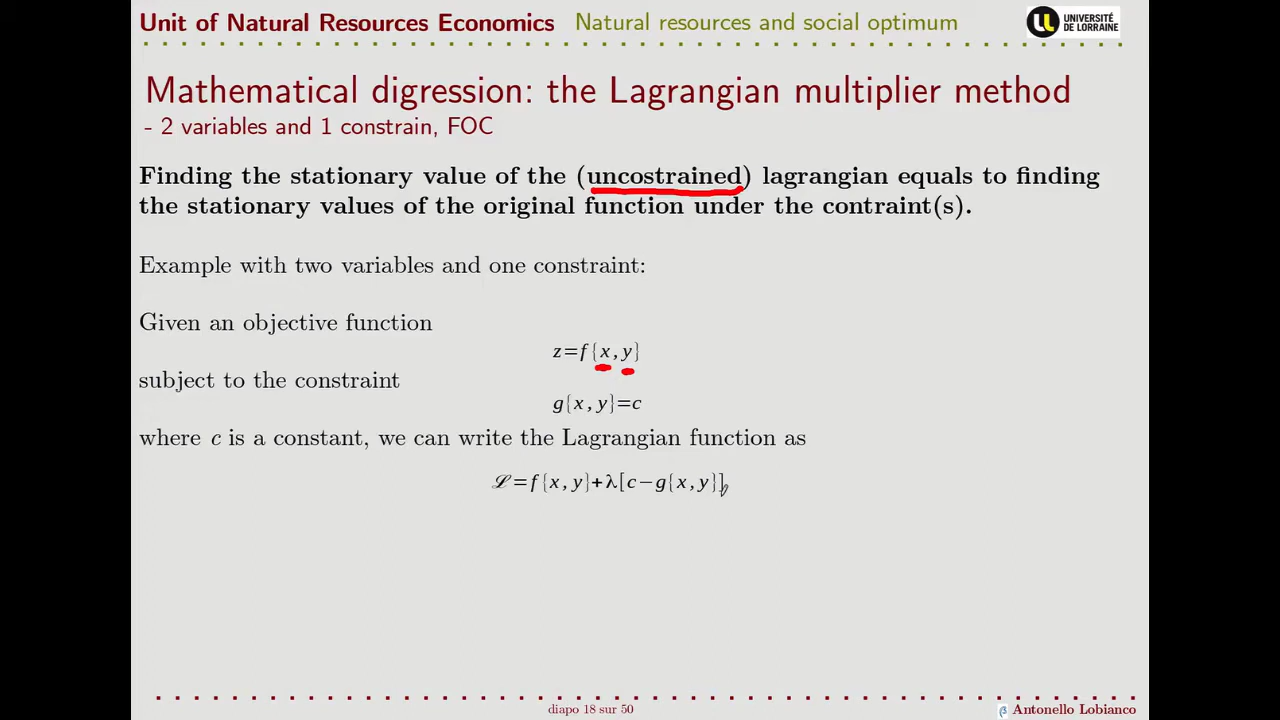 Unit of Natural Resources Economics Natural resources and social optimum
UNIVERSITÉ
DE LORRAINE
Mathematical digression: the Lagrangian multiplier method
- 2 variables and 1 constrain, FOC
Finding the stationary value of the (uncostrained) lagrangian equals to finding
the stationary values of the original function under the contraint(s).
Example with two variables and one constraint:
Given an objective function
z=f{x,y}
subject to the constraint
g{x,y}=c
where c is a constant, we can write the Lagrangian function as
ℒ=f{x,y}+λ[c−g{x,y}]
diapo 18 sur 50
β Antonello Lobianco